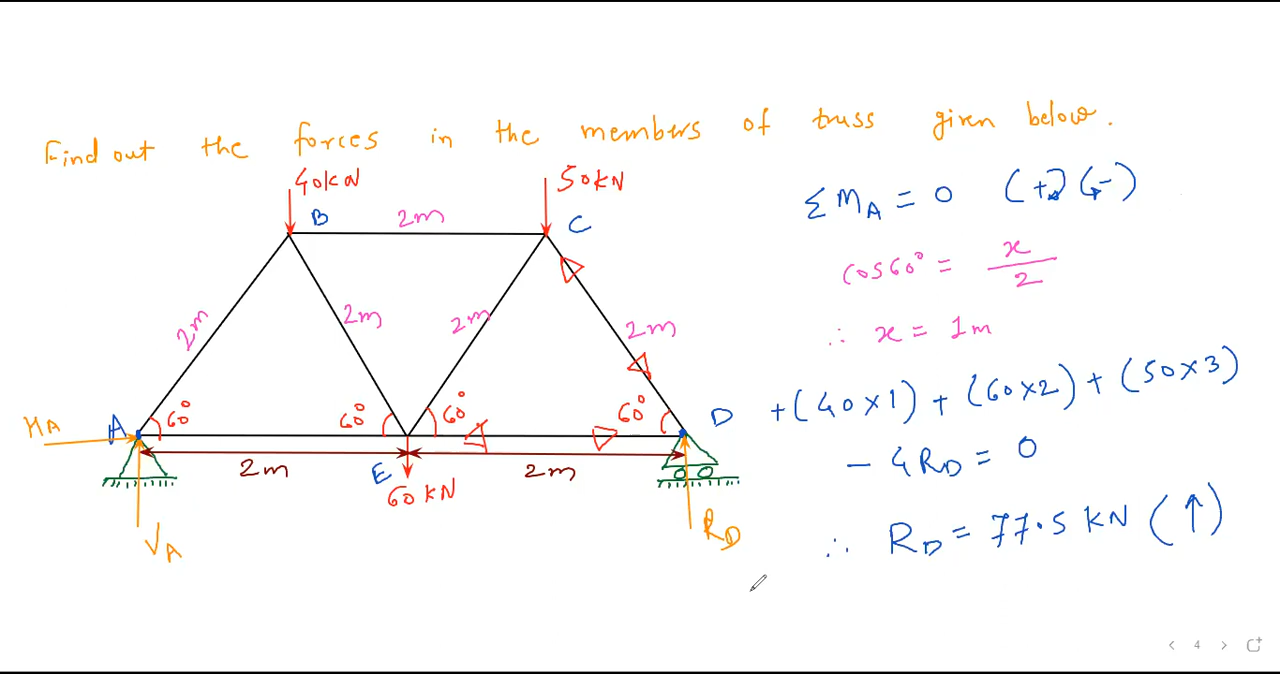 Find out the forces in the members of truss given below.
40kN
50kN
B
2m
C
2m
2m
2m
2m
A
60°
60°
60°
60°
D
HA
2m
E
2m
60 kN
VA
RD
ΣMA = 0 (+↻) (↺-)
cos60° = x/2
∴ x = 1m
+(40×1) + (60×2) + (50×3)
- 4RD = 0
∴ RD = 77.5 KN (↑)
< 4 >